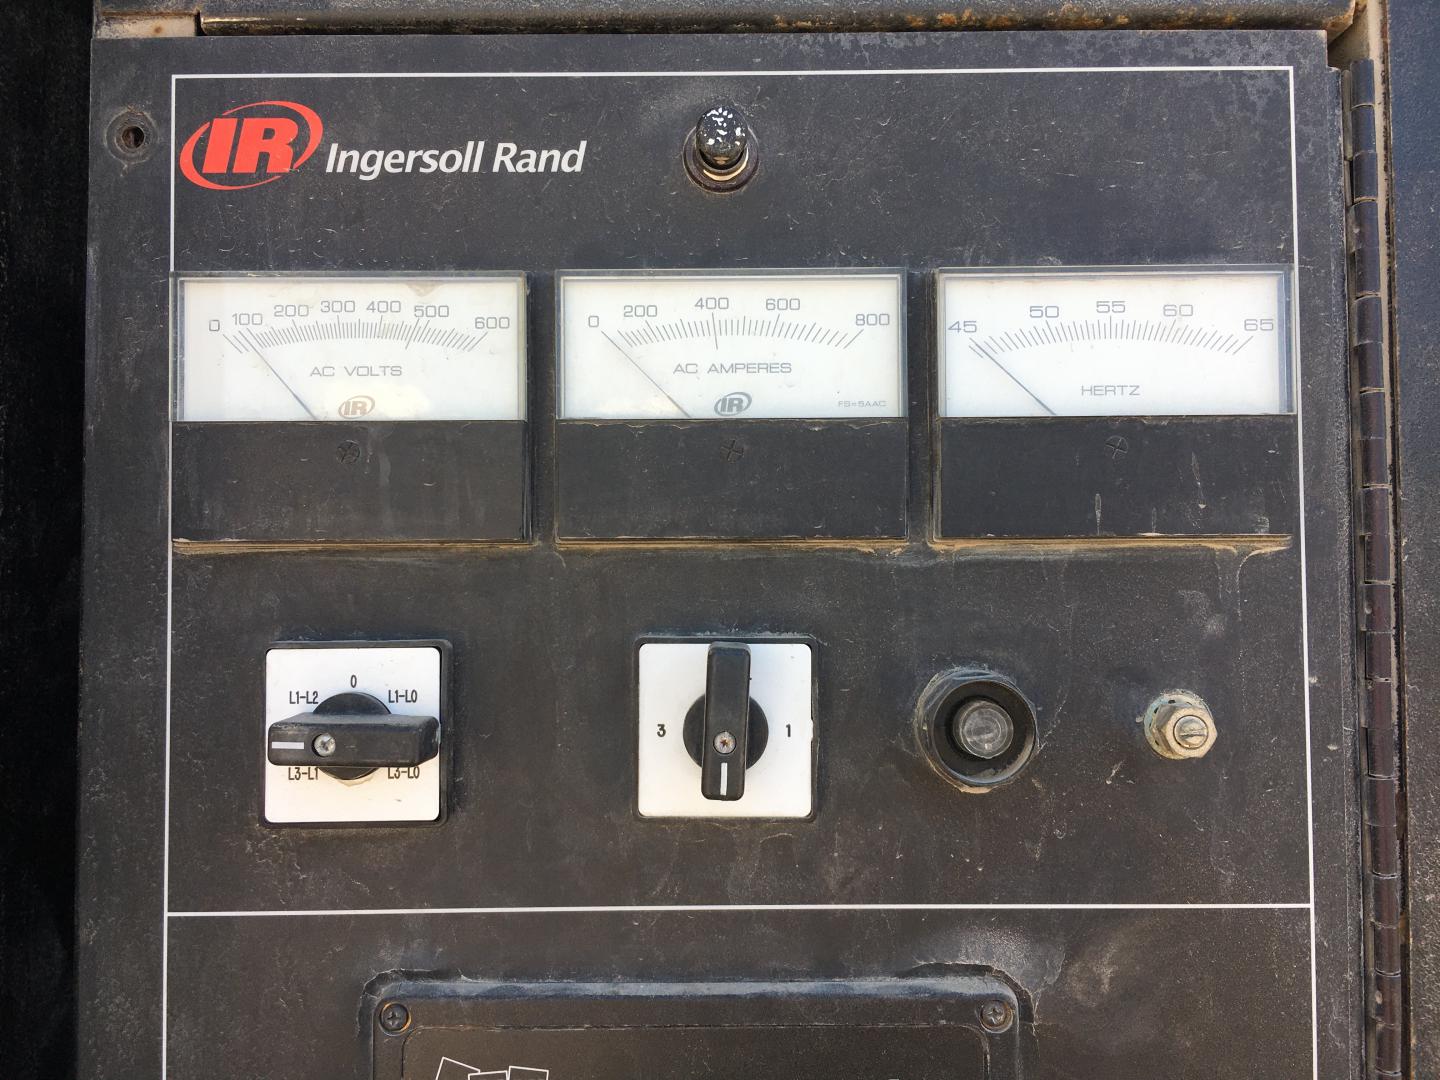 IR Ingersoll Rand
0 100 200 300 400 500 600
AC VOLTS
IR
0 200 400 600 800
AC AMPERES
IR
FS=5AAC
45 50 55 60 65
HERTZ
0
L1-L2 L1-L0
L3-L1 L3-L0
3 1